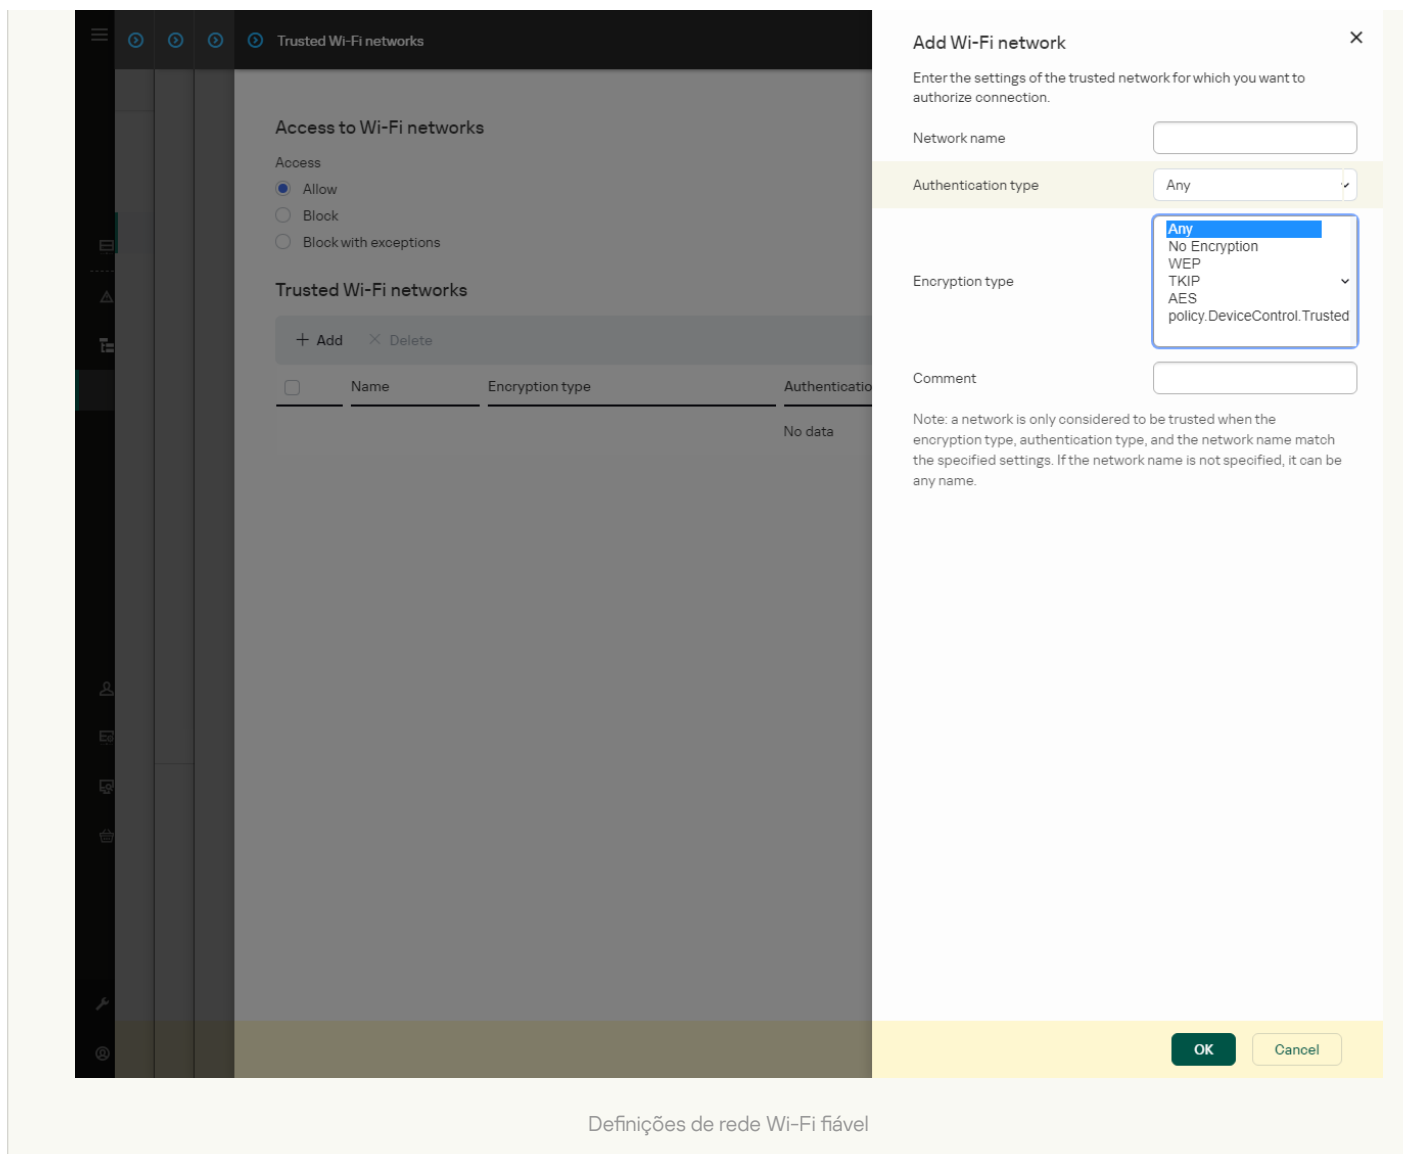 Trusted Wi-Fi networks
Access to Wi-Fi networks
Access
Allow
Block
Block with exceptions
Trusted Wi-Fi networks
Add Delete
Name Encryption type Authenticatio
No data
Add Wi-Fi network
Enter the settings of the trusted network for which you want to
authorize connection.
Network name
Authentication type Any
Encryption type
Any
No Encryption
WEP
TKIP
AES
policy.DeviceControl.Trusted
Comment
Note: a network is only considered to be trusted when the
encryption type, authentication type, and the network name match
the specified settings. If the network name is not specified, it can be
any name.
OK Cancel
Definições de rede Wi-Fi fiável